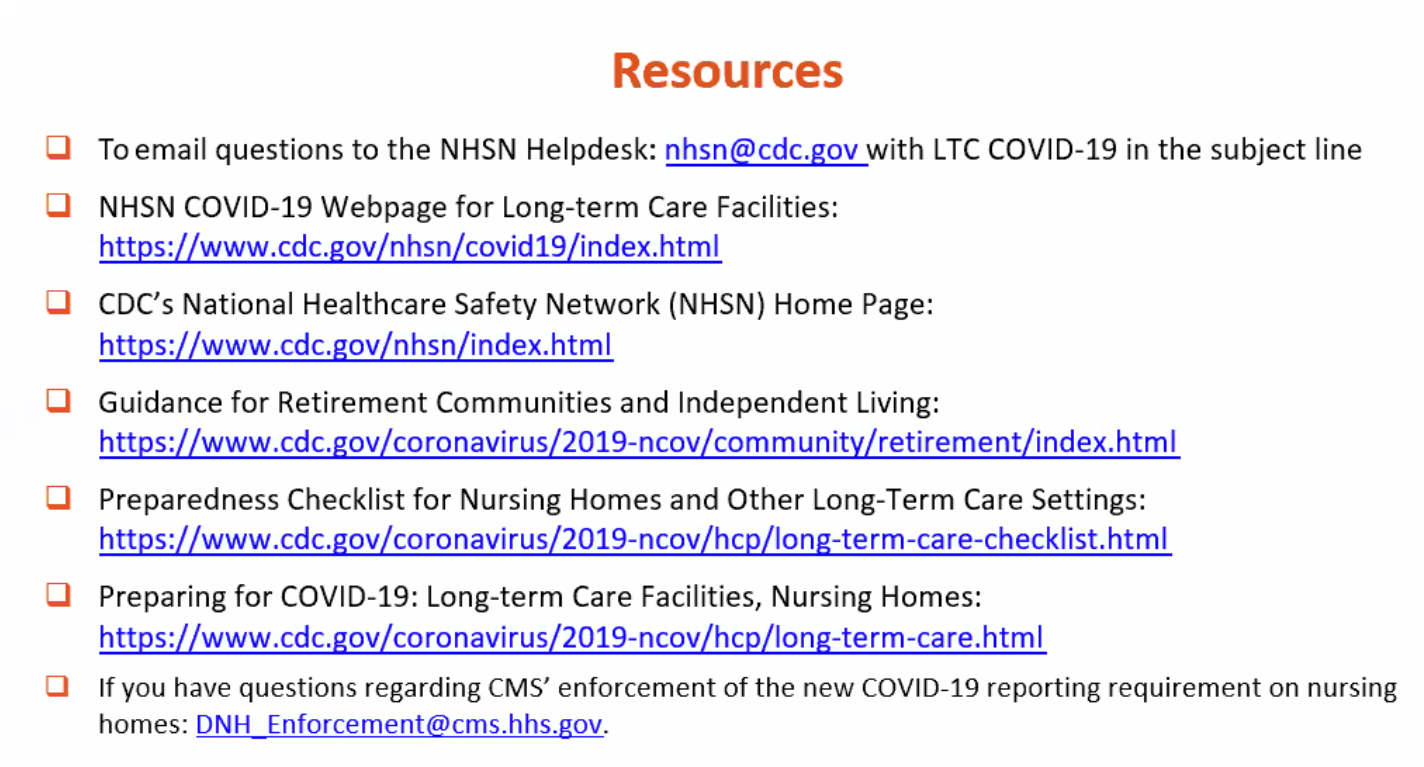 Resources
To email questions to the NHSN Helpdesk: nhsn@cdc.gov with LTC COVID-19 in the subject line
NHSN COVID-19 Webpage for Long-term Care Facilities:
https://www.cdc.gov/nhsn/covid19/index.html
CDC’s National Healthcare Safety Network (NHSN) Home Page:
https://www.cdc.gov/nhsn/index.html
Guidance for Retirement Communities and Independent Living:
https://www.cdc.gov/coronavirus/2019-ncov/community/retirement/index.html
Preparedness Checklist for Nursing Homes and Other Long-Term Care Settings:
https://www.cdc.gov/coronavirus/2019-ncov/hcp/long-term-care-checklist.html
Preparing for COVID-19: Long-term Care Facilities, Nursing Homes:
https://www.cdc.gov/coronavirus/2019-ncov/hcp/long-term-care.html
If you have questions regarding CMS’ enforcement of the new COVID-19 reporting requirement on nursing
homes: DNH_Enforcement@cms.hhs.gov.